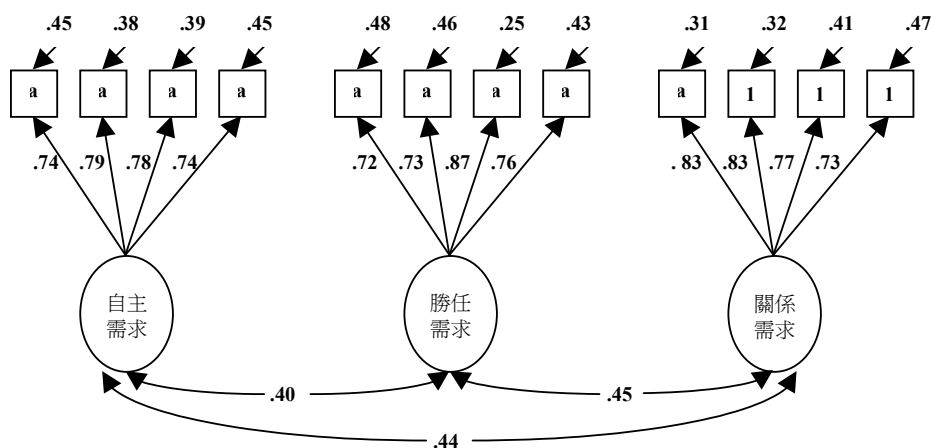 .45 .38 .39 .45 .48 .46 .25 .43 .31 .32 .41 .47
a a a a a a a a a 1 1 1
.74 .79 .78 .74 .72 .73 .87 .76 .83 .83 .77 .73
自主 勝任 關係
需求 需求 需求
.40 .45
.44